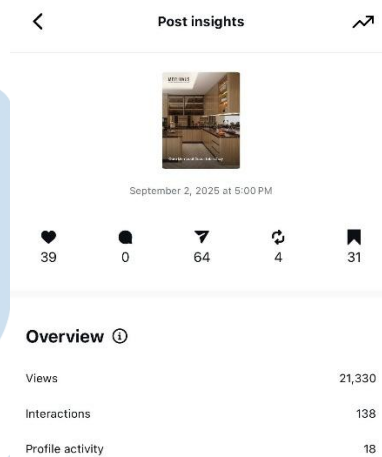 Post insights
September 2, 2025 at 5:00 PM
39 0 64 4 31
Overview
Views 21,330
Interactions 138
Profile activity 18